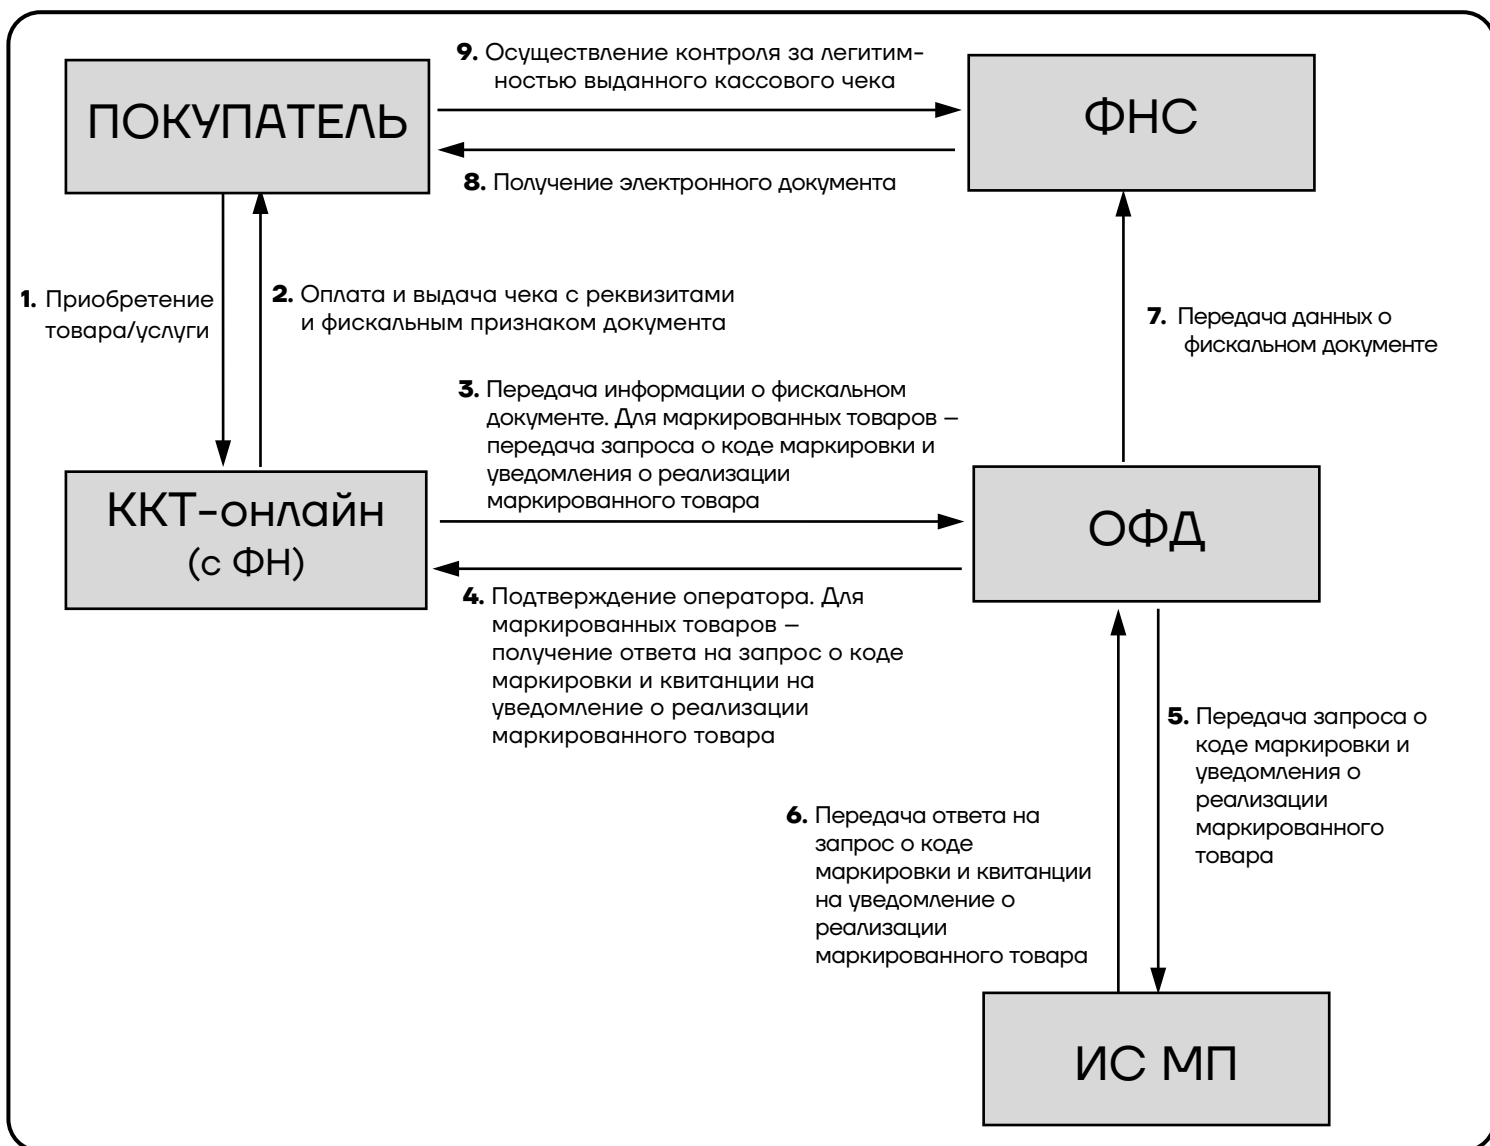 9. Осуществление контроля за легитим-
ностью выданного кассового чека
ПОКУПАТЕЛЬ
ФНС
8. Получение электронного документа
1. Приобретение
товара/услуги
2. Оплата и выдача чека с реквизитами
и фискальным признаком документа
7. Передача данных о
фискальном документе
3. Передача информации о фискальном
документе. Для маркированных товаров –
передача запроса о коде маркировки и
уведомления о реализации
маркированного товара
ККТ-онлайн
(с ФН)
ОФД
4. Подтверждение оператора. Для
маркированных товаров –
получение ответа на запрос о коде
маркировки и квитанции на
уведомление о реализации
маркированного товара
5. Передача запроса о
коде маркировки и
уведомления о
реализации
маркированного
товара
6. Передача ответа на
запрос о коде
маркировки и квитанции
на уведомление о
реализации
маркированного товара
ИС МП